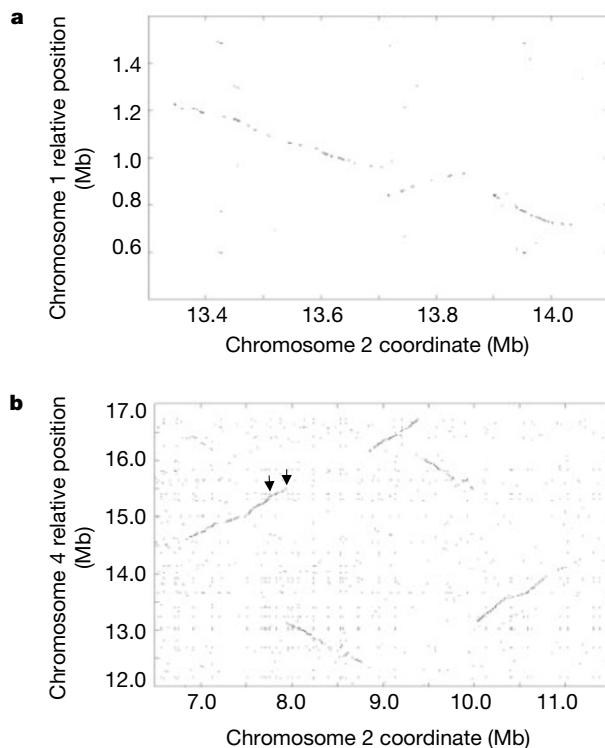 a
Chromosome 1 relative position
(Mb)
1.4
1.2
1.0
0.8
0.6
13.4 13.6 13.8 14.0
Chromosome 2 coordinate (Mb)
b
Chromosome 4 relative position
(Mb)
17.0
16.0
15.0
14.0
13.0
12.0
7.0 8.0 9.0 10.0 11.0
Chromosome 2 coordinate (Mb)